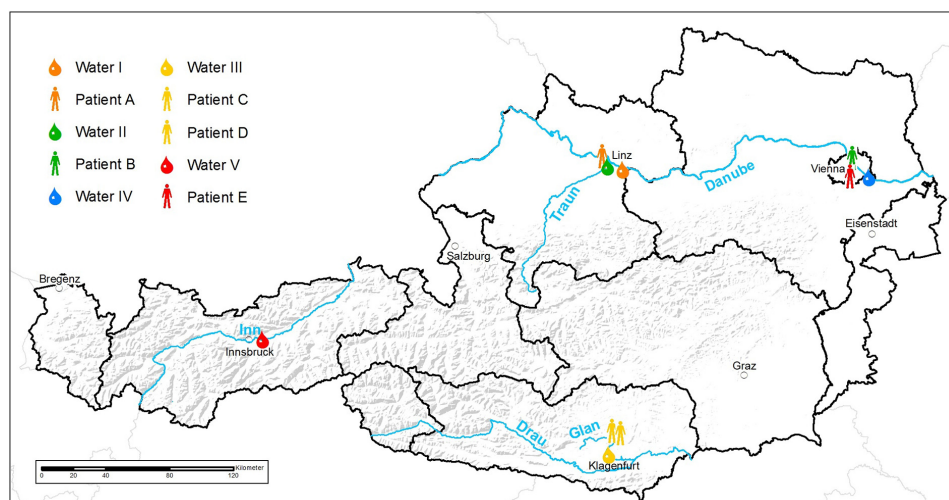 Water I
Water III
Patient A
Patient C
Water II
Patient D
Patient B
Water V
Water IV
Patient E
Linz
Danube
Vienna
Traun
Eisenstadt
Salzburg
Bregenz
Inn
Innsbruck
Graz
Drau
Glan
Klagenfurt
Kilometer
0 20 40 80 120